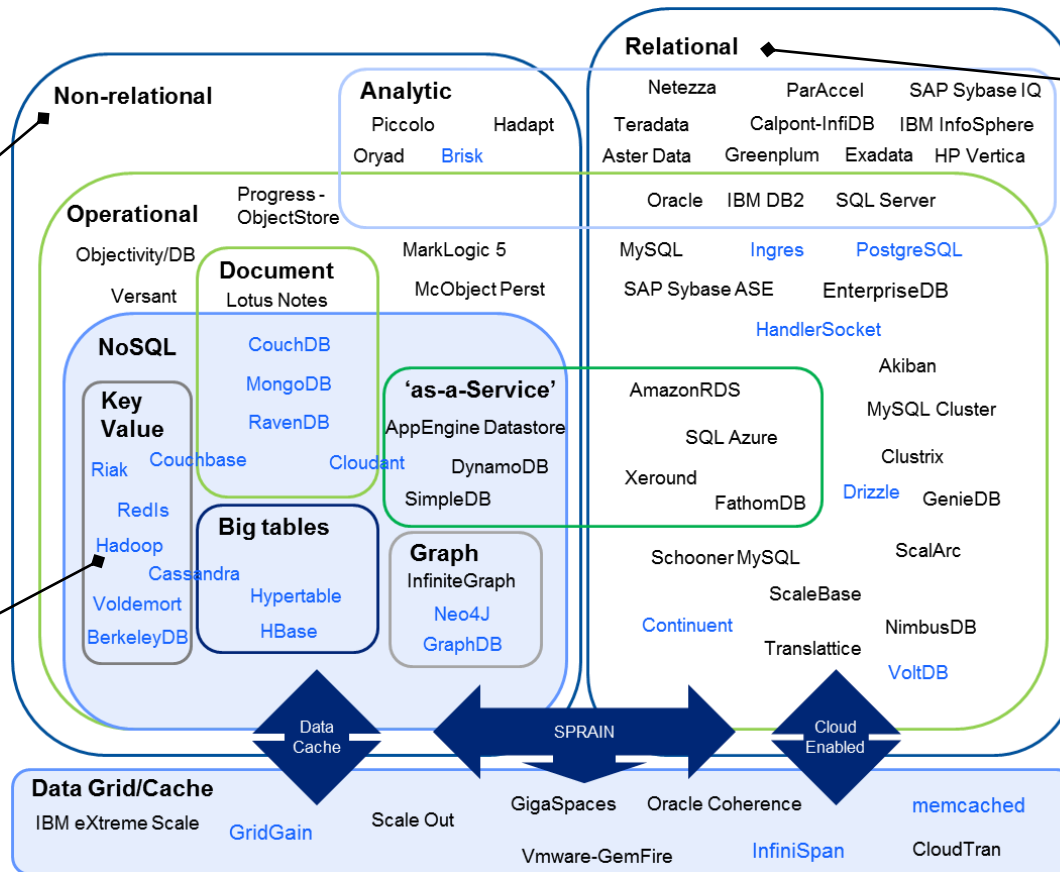 Relational
Non-relational
Analytic
Netezza
ParAccel
SAP Sybase IQ
Piccolo
Hadapt
Teradata
Calpont-InfiDB
IBM InfoSphere
Oryad
Brisk
Aster Data
Greenplum
Exadata
HP Vertica
Operational
Progress -
ObjectStore
Oracle
IBM DB2
SQL Server
Objectivity/DB
Document
MarkLogic 5
MySQL
Ingres
PostgreSQL
Versant
Lotus Notes
McObject Perst
SAP Sybase ASE
EnterpriseDB
HandlerSocket
NoSQL
CouchDB
MongoDB
RavenDB
Key
Value
Riak
Couchbase
Cloudant
RedIs
Hadoop
Cassandra
Voldemort
BerkeleyDB
Big tables
Hypertable
HBase
'as-a-Service'
AppEngine Datastore
DynamoDB
SimpleDB
Graph
InfiniteGraph
Neo4J
GraphDB
AmazonRDS
SQL Azure
Xeround
FathomDB
Akiban
MySQL Cluster
Clustrix
Drizzle
GenieDB
Schooner MySQL
ScalArc
ScaleBase
Continuent
NimbusDB
Translattice
VoltDB
Data
Cache
SPRAIN
Cloud
Enabled
Data Grid/Cache
IBM eXtreme Scale
GridGain
Scale Out
GigaSpaces
Oracle Coherence
memcached
Vmware-GemFire
InfiniSpan
CloudTran